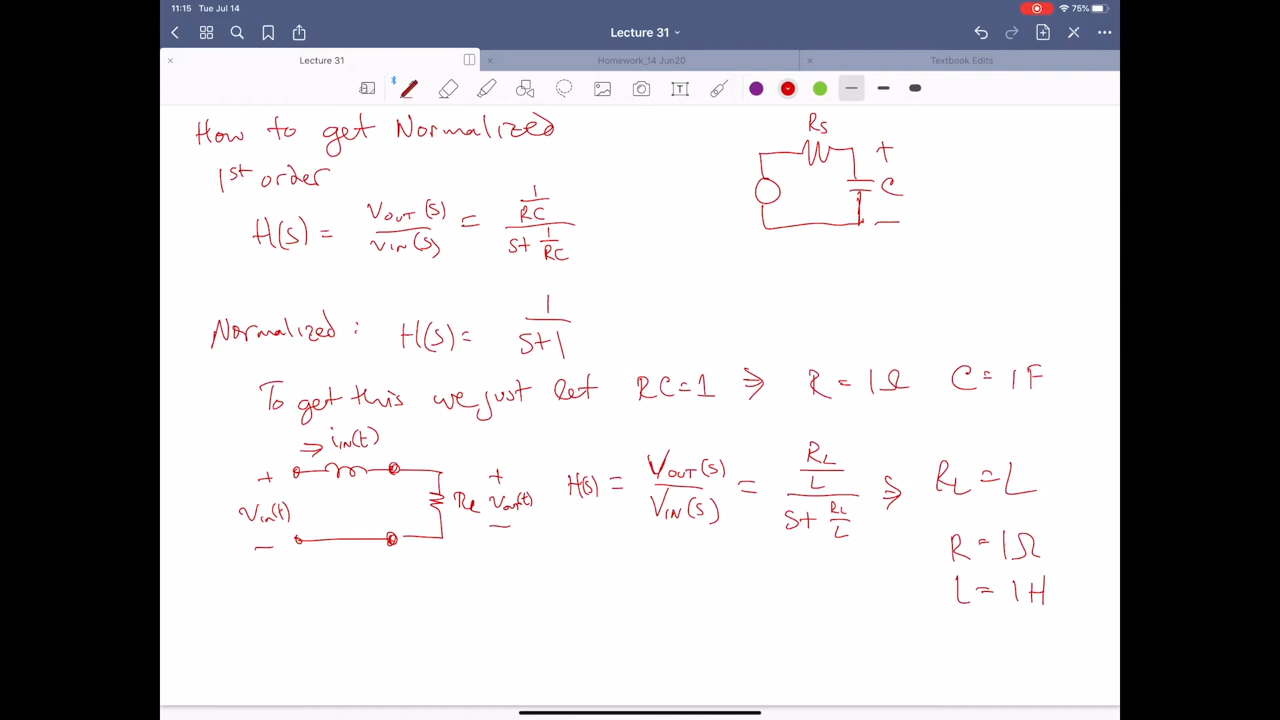 11:15 Tue Jul 14
75%
Lecture 31
Lecture 31
Homework_14 Jun20
Textbook Edits
T
How to get Normalized
1st order
H(s) = VOUT(s) / VIN(s) = (1/RC) / (s + 1/RC)
Rs
+
C
—
Normalized : H(s) = 1 / (s+1)
To get this we just let RC=1 ⇒ R = 1Ω C = 1F
⇒ iIN(t)
+ Vin(t) —
RL
+ Vout(t) —
H(s) = VOUT(s) / VIN(s) = (RL/L) / (s + RL/L) ⇒ RL = L
R = 1Ω
L = 1H